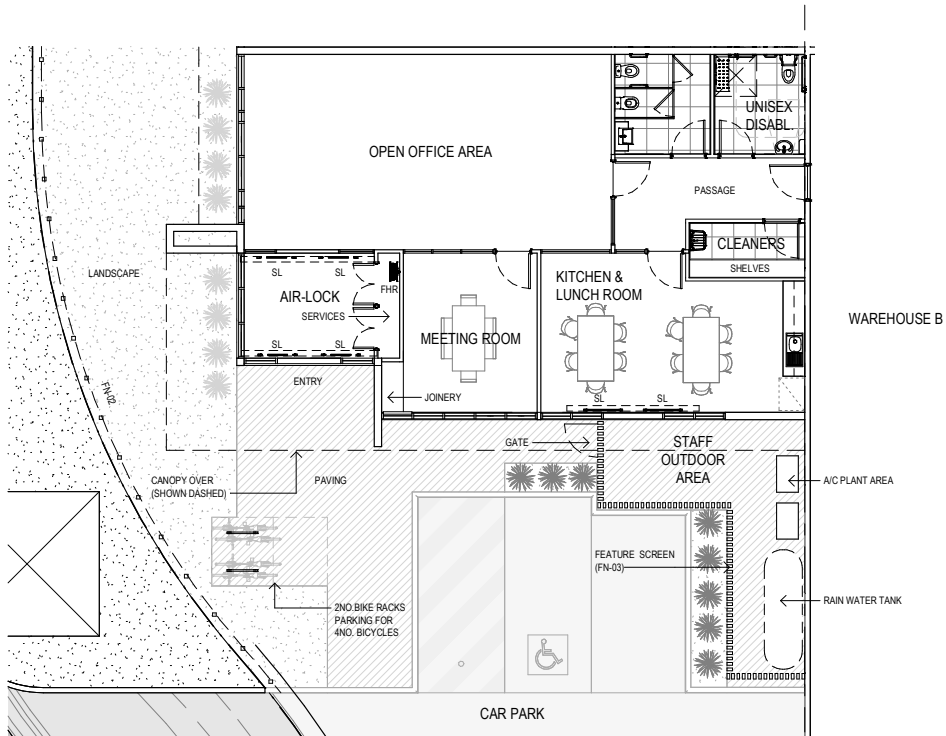 UNISEX
DISABL.
OPEN OFFICE AREA
PASSAGE
CLEANERS
SHELVES
LANDSCAPE
SL
SL
FHR
AIR-LOCK
SERVICES
SL
SL
KITCHEN &
LUNCH ROOM
MEETING ROOM
WAREHOUSE B
ENTRY
FN-02
JOINERY
SL
SL
GATE
STAFF
OUTDOOR
AREA
CANOPY OVER
(SHOWN DASHED)
PAVING
A/C PLANT AREA
FEATURE SCREEN
(FN-03)
2NO.BIKE RACKS
PARKING FOR
4NO. BICYCLES
RAIN WATER TANK
CAR PARK